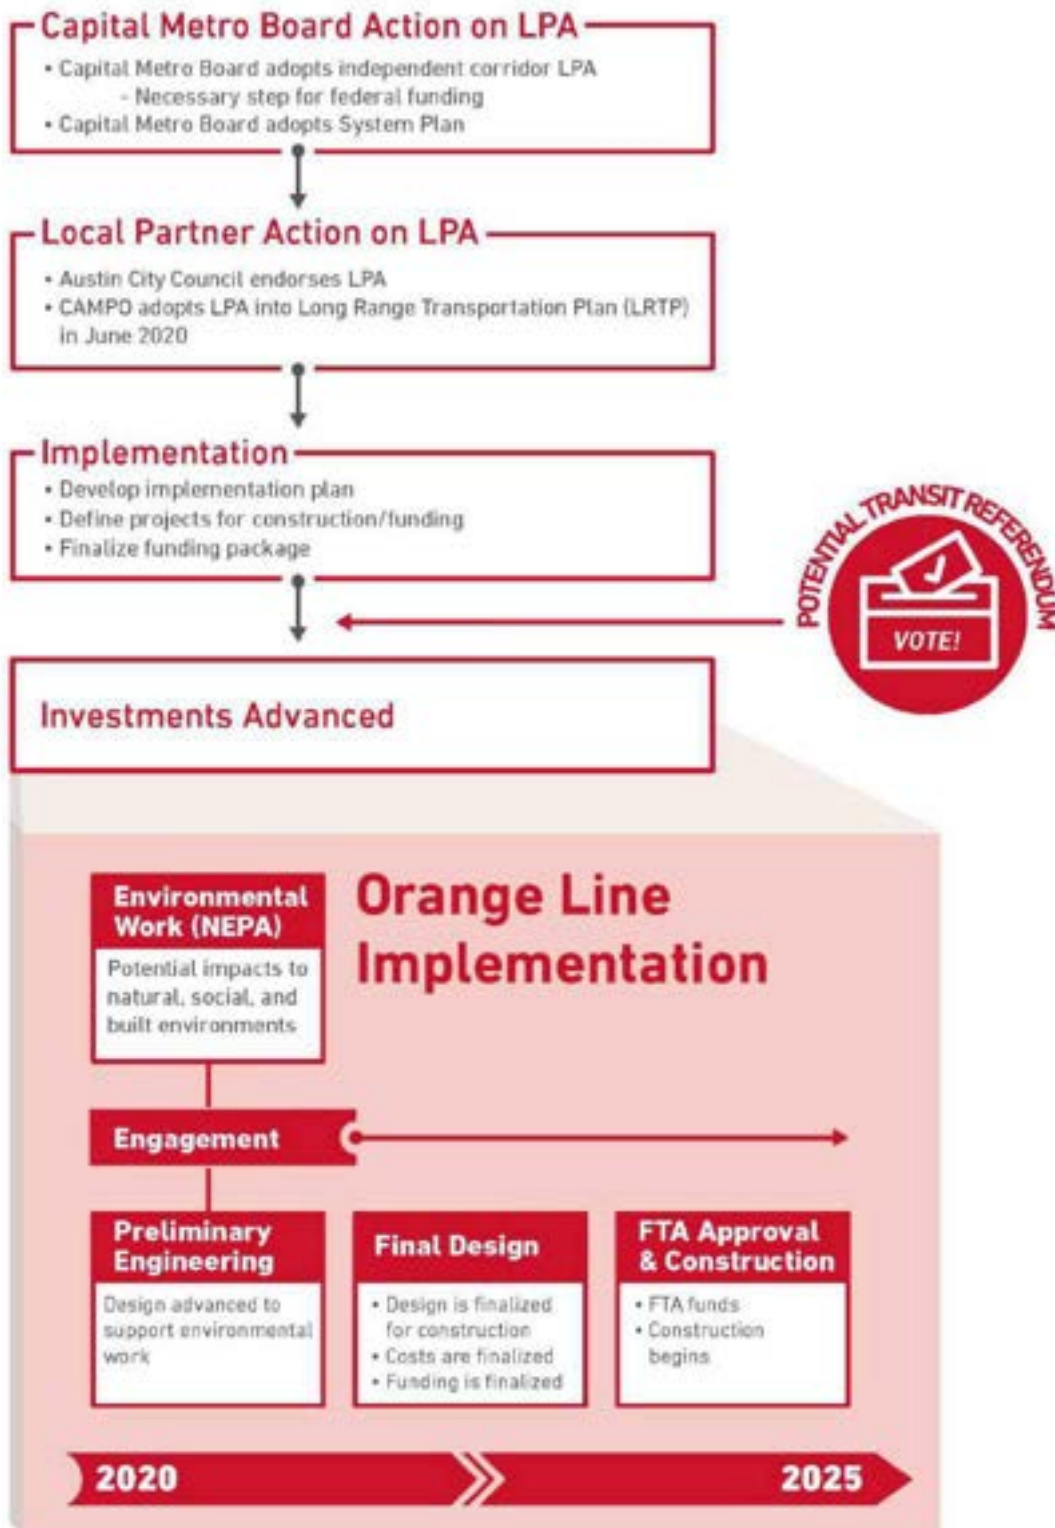 Capital Metro Board Action on LPA
• Capital Metro Board adopts independent corridor LPA
- Necessary step for federal funding
• Capital Metro Board adopts System Plan
Local Partner Action on LPA
• Austin City Council endorses LPA
• CAMPO adopts LPA into Long Range Transportation Plan (LRTP)
in June 2020
Implementation
• Develop implementation plan
• Define projects for construction/funding
• Finalize funding package
POTENTIAL TRANSIT REFERENDUM
VOTE!
Investments Advanced
Orange Line
Implementation
Environmental
Work (NEPA)
Potential impacts to
natural, social, and
built environments
Engagement
Preliminary
Engineering
Design advanced to
support environmental
work
Final Design
• Design is finalized
for construction
• Costs are finalized
• Funding is finalized
FTA Approval
& Construction
• FTA funds
• Construction
begins
2020
2025